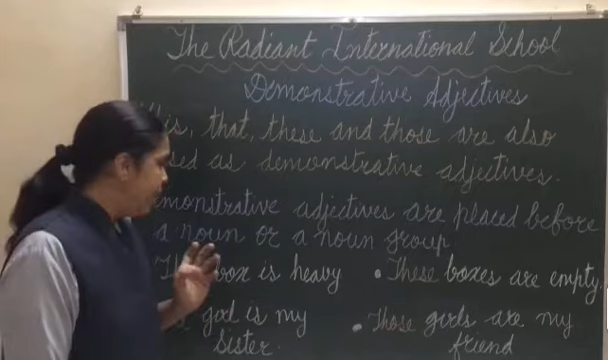 The Radiant International School
Demonstrative Adjectives
this, that, these and those are also
used as demonstrative adjectives.
Demonstrative adjectives are placed before
a noun or a noun group
box is heavy • These boxes are empty.
girl is my • Those girls are my
sister. friend